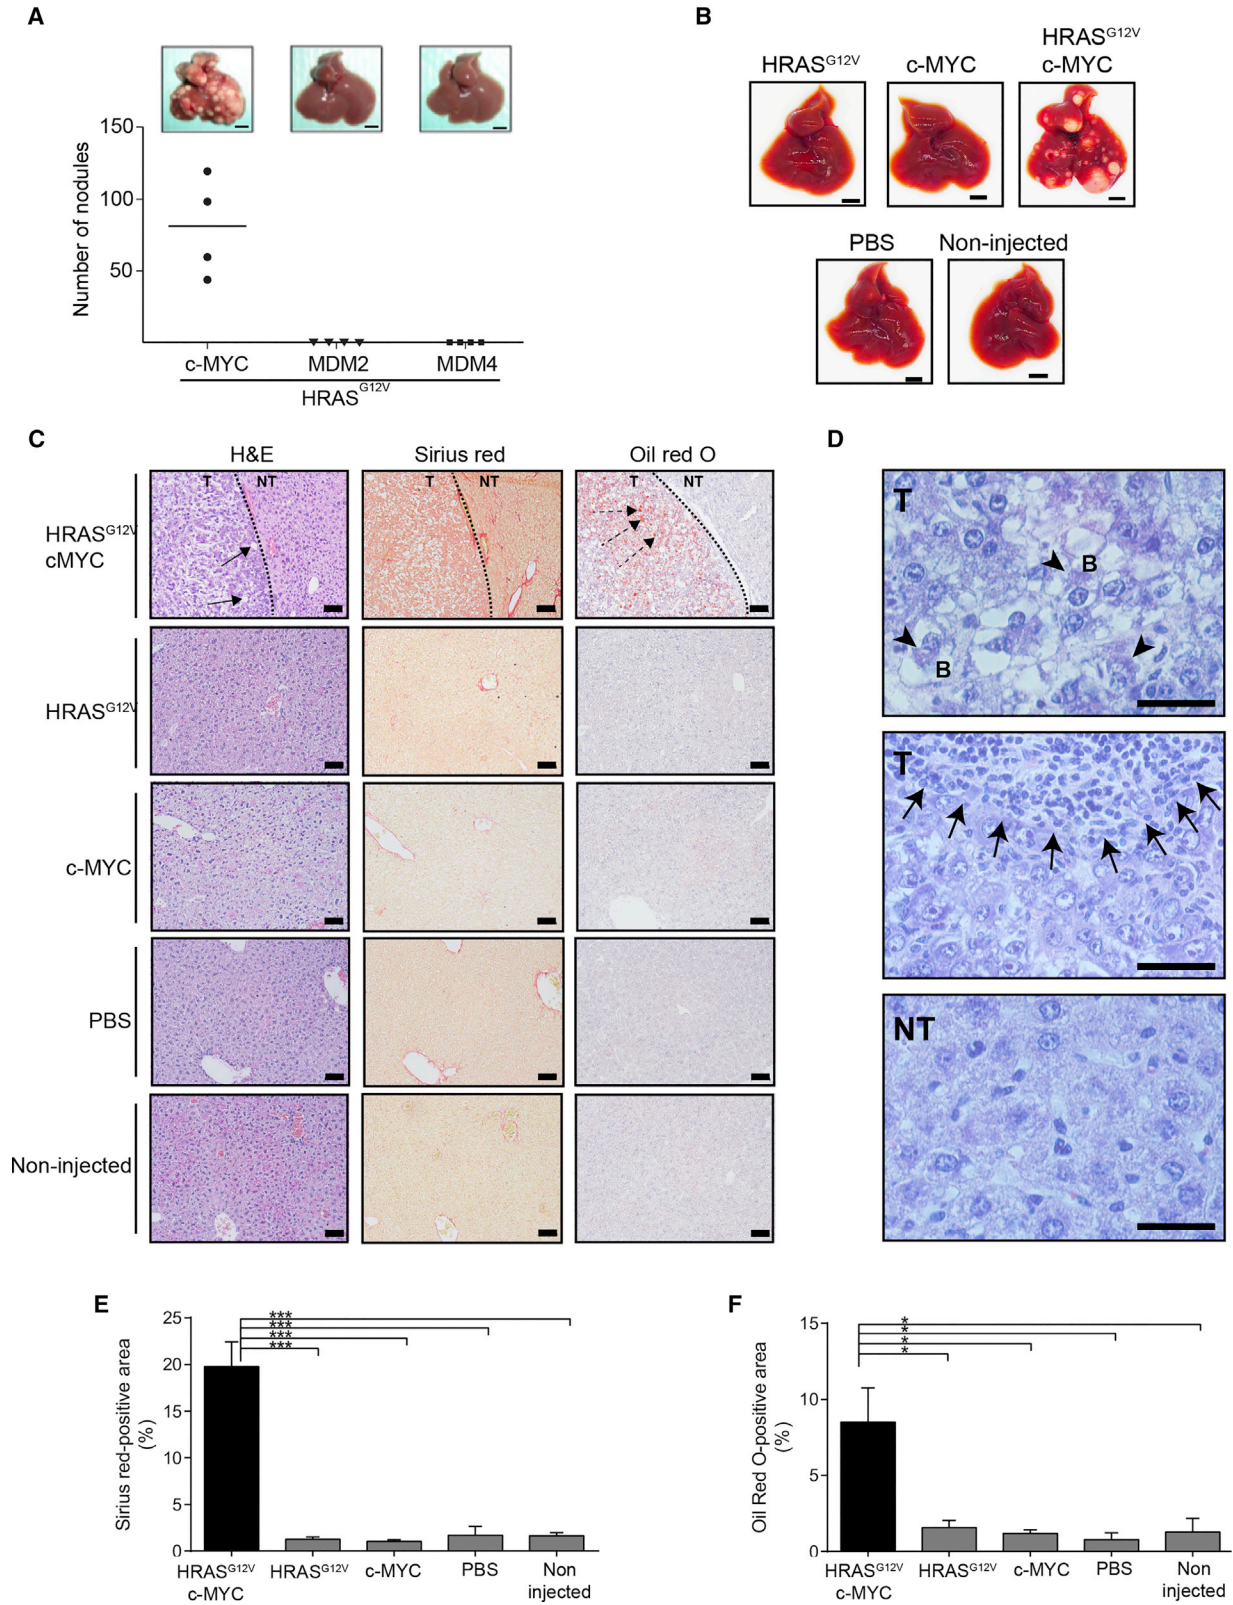 A
150
100
50
Number of nodules
c-MYC MDM2 MDM4
HRASG12V
B
HRASG12V c-MYC HRASG12V
c-MYC
PBS Non-injected
C
H&E Sirius red Oil red O
HRASG12V
cMYC
T NT T NT T NT
HRASG12V
c-MYC
PBS
Non-injected
D
T
B
B
T
NT
E
25
20
15
10
5
0
Sirius red-positive area
(%)
***
***
***
***
HRASG12V
c-MYC
HRASG12V
c-MYC
PBS
Non
injected
F
15
10
5
0
Oil Red O-positive area
(%)
*
*
*
*
HRASG12V
c-MYC
HRASG12V
c-MYC
PBS
Non
injected